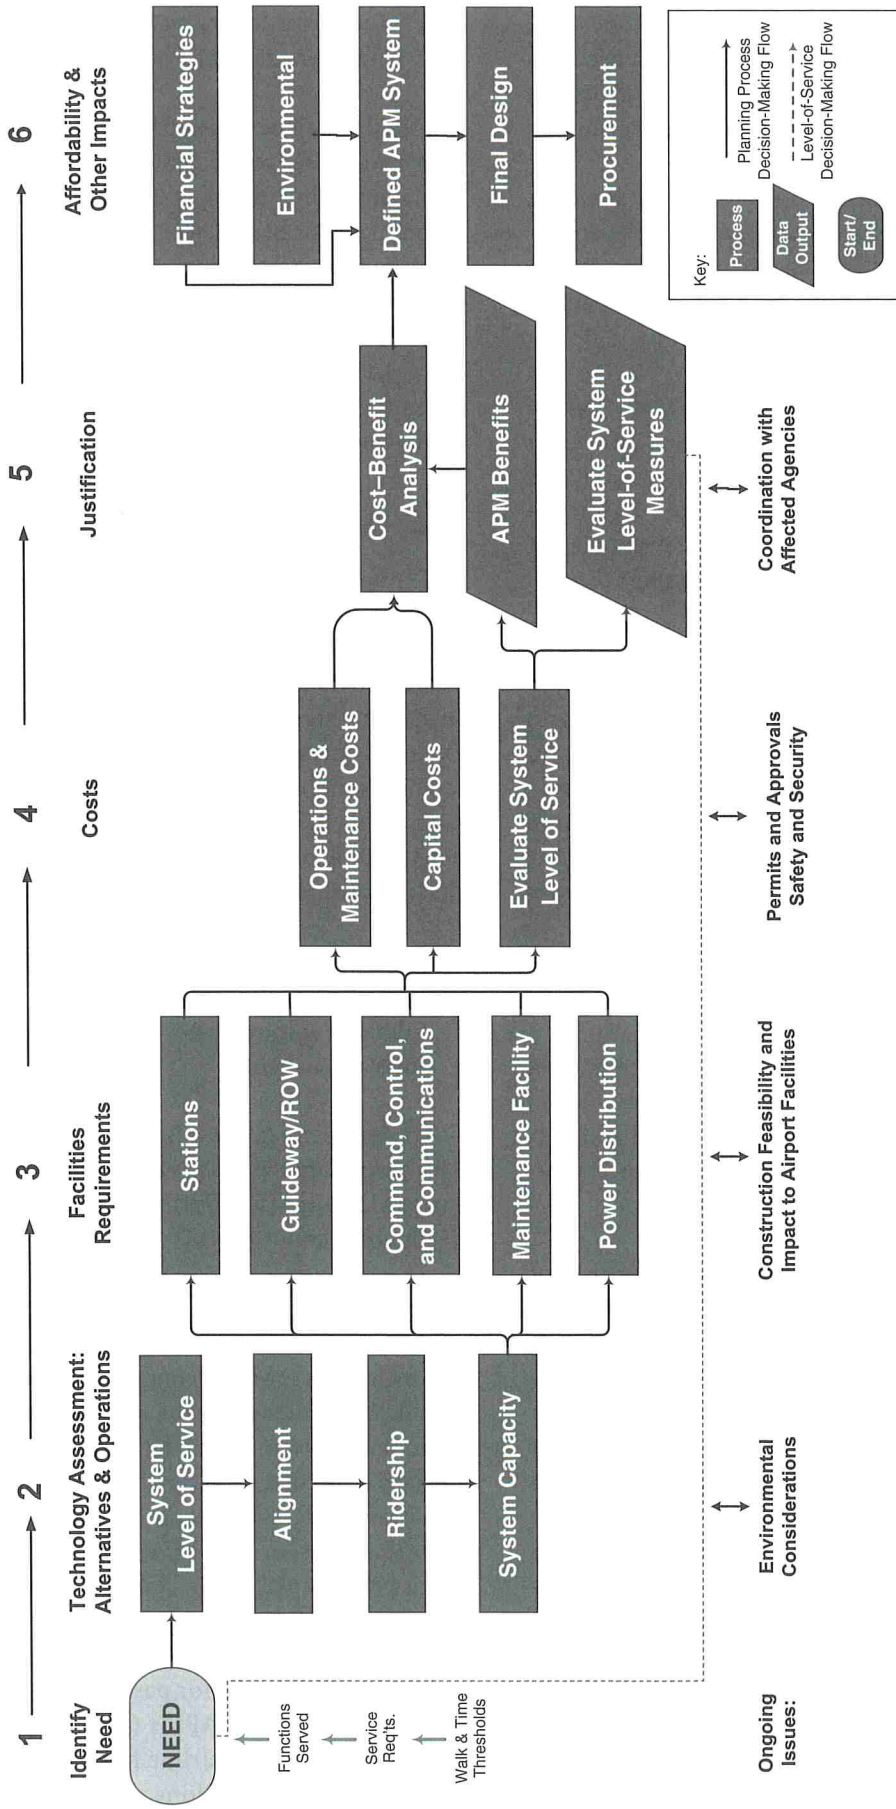 1
2
3
4
5
6
Identify
Need
Technology Assessment:
Alternatives & Operations
Facilities
Requirements
Costs
Justification
Affordability &
Other Impacts
NEED
Functions
Served
Service
Req'ts.
Walk & Time
Thresholds
System
Level of Service
Alignment
Ridership
System Capacity
Stations
Guideway/ROW
Command, Control,
and Communications
Maintenance Facility
Power Distribution
Operations &
Maintenance Costs
Capital Costs
Evaluate System
Level of Service
Cost–Benefit
Analysis
APM Benefits
Evaluate System
Level-of-Service
Measures
Financial Strategies
Environmental
Defined APM System
Final Design
Procurement
Ongoing
Issues:
Environmental
Considerations
Construction Feasibility and
Impact to Airport Facilities
Permits and Approvals
Safety and Security
Coordination with
Affected Agencies
Key:
Process
Data
Output
Start/
End
Planning Process
Decision-Making Flow
Level-of-Service
Decision-Making Flow